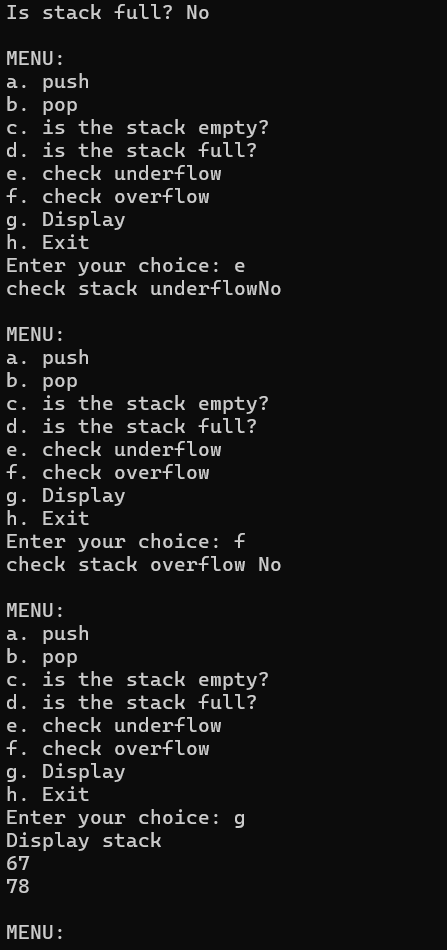 Is stack full? No
MENU:
a. push
b. pop
c. is the stack empty?
d. is the stack full?
e. check underflow
f. check overflow
g. Display
h. Exit
Enter your choice: e
check stack underflowNo
MENU:
a. push
b. pop
c. is the stack empty?
d. is the stack full?
e. check underflow
f. check overflow
g. Display
h. Exit
Enter your choice: f
check stack overflow No
MENU:
a. push
b. pop
c. is the stack empty?
d. is the stack full?
e. check underflow
f. check overflow
g. Display
h. Exit
Enter your choice: g
Display stack
67
78
MENU: